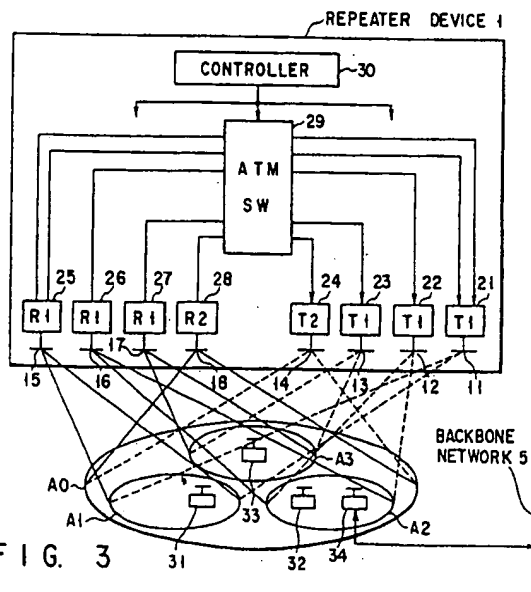 REPEATER DEVICE 1
CONTROLLER
30
29
ATM
SW
25 26 27 28 24 23 22 21
R1 R1 R1 R2 T2 T1 T1 T1
15 16 17 18 14 13 12 11
BACKBONE
NETWORK 5
A0 A3
33
A1 A2
31 32 34
FIG. 3